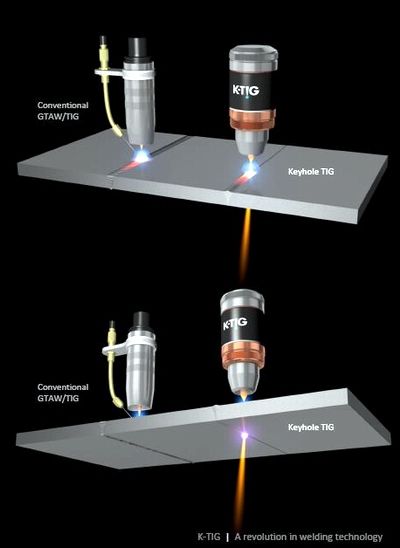 K-TIG
Conventional
GTAW/TIG
Keyhole TIG
K-TIG
Conventional
GTAW/TIG
Keyhole TIG
K-TIG | A revolution in welding technology